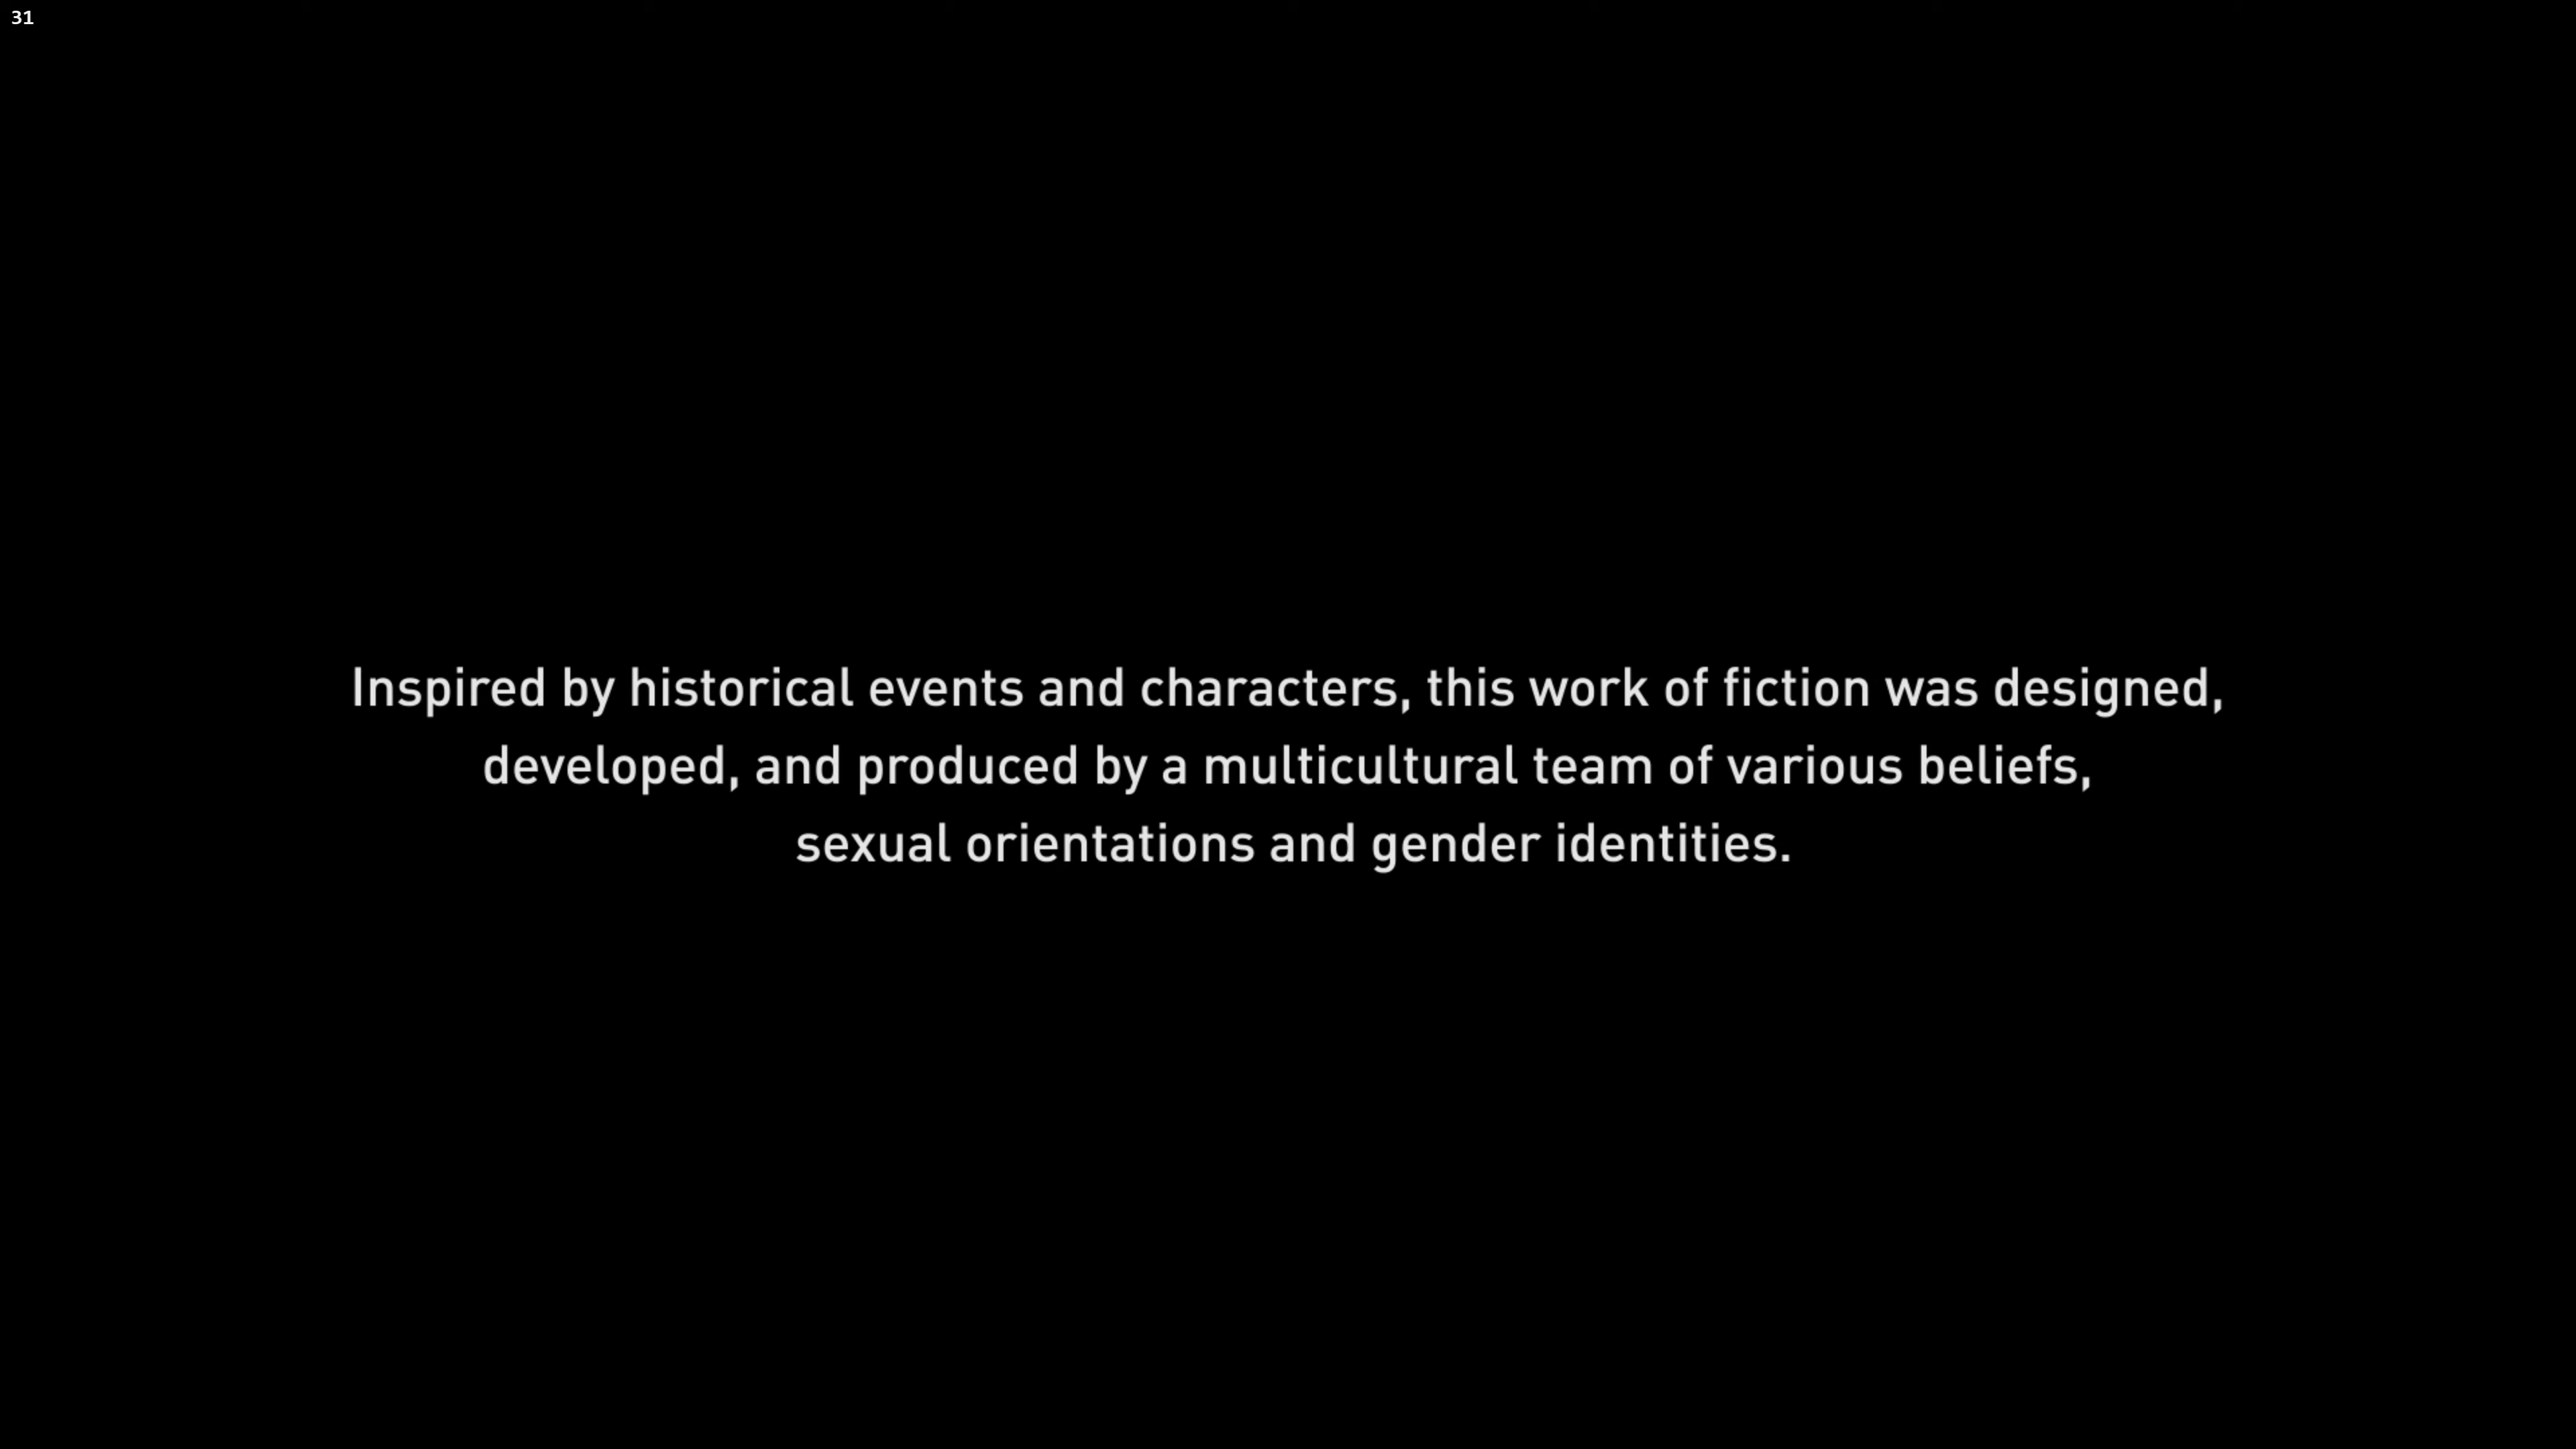 31
Inspired by historical events and characters, this work of fiction was designed,
developed, and produced by a multicultural team of various beliefs,
sexual orientations and gender identities.